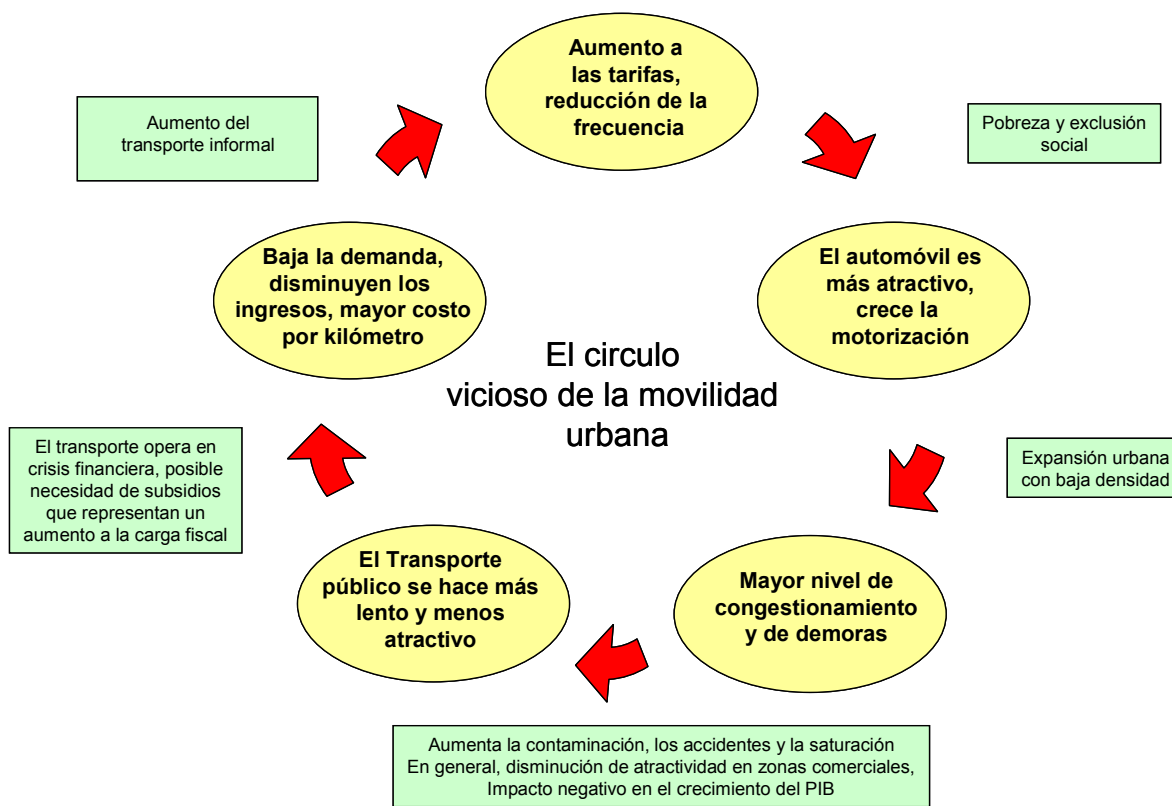 Aumento a
las tarifas,
reducción de la
frecuencia
Aumento del
transporte informal
Pobreza y exclusión
social
Baja la demanda,
disminuyen los
ingresos, mayor costo
por kilómetro
El automóvil es
más atractivo,
crece la
motorización
El circulo
vicioso de la movilidad
urbana
El transporte opera en
crisis financiera, posible
necesidad de subsidios
que representan un
aumento a la carga fiscal
Expansión urbana
con baja densidad
El Transporte
público se hace más
lento y menos
atractivo
Mayor nivel de
congestionamiento
y de demoras
Aumenta la contaminación, los accidentes y la saturación
En general, disminución de atractividad en zonas comerciales,
Impacto negativo en el crecimiento del PIB